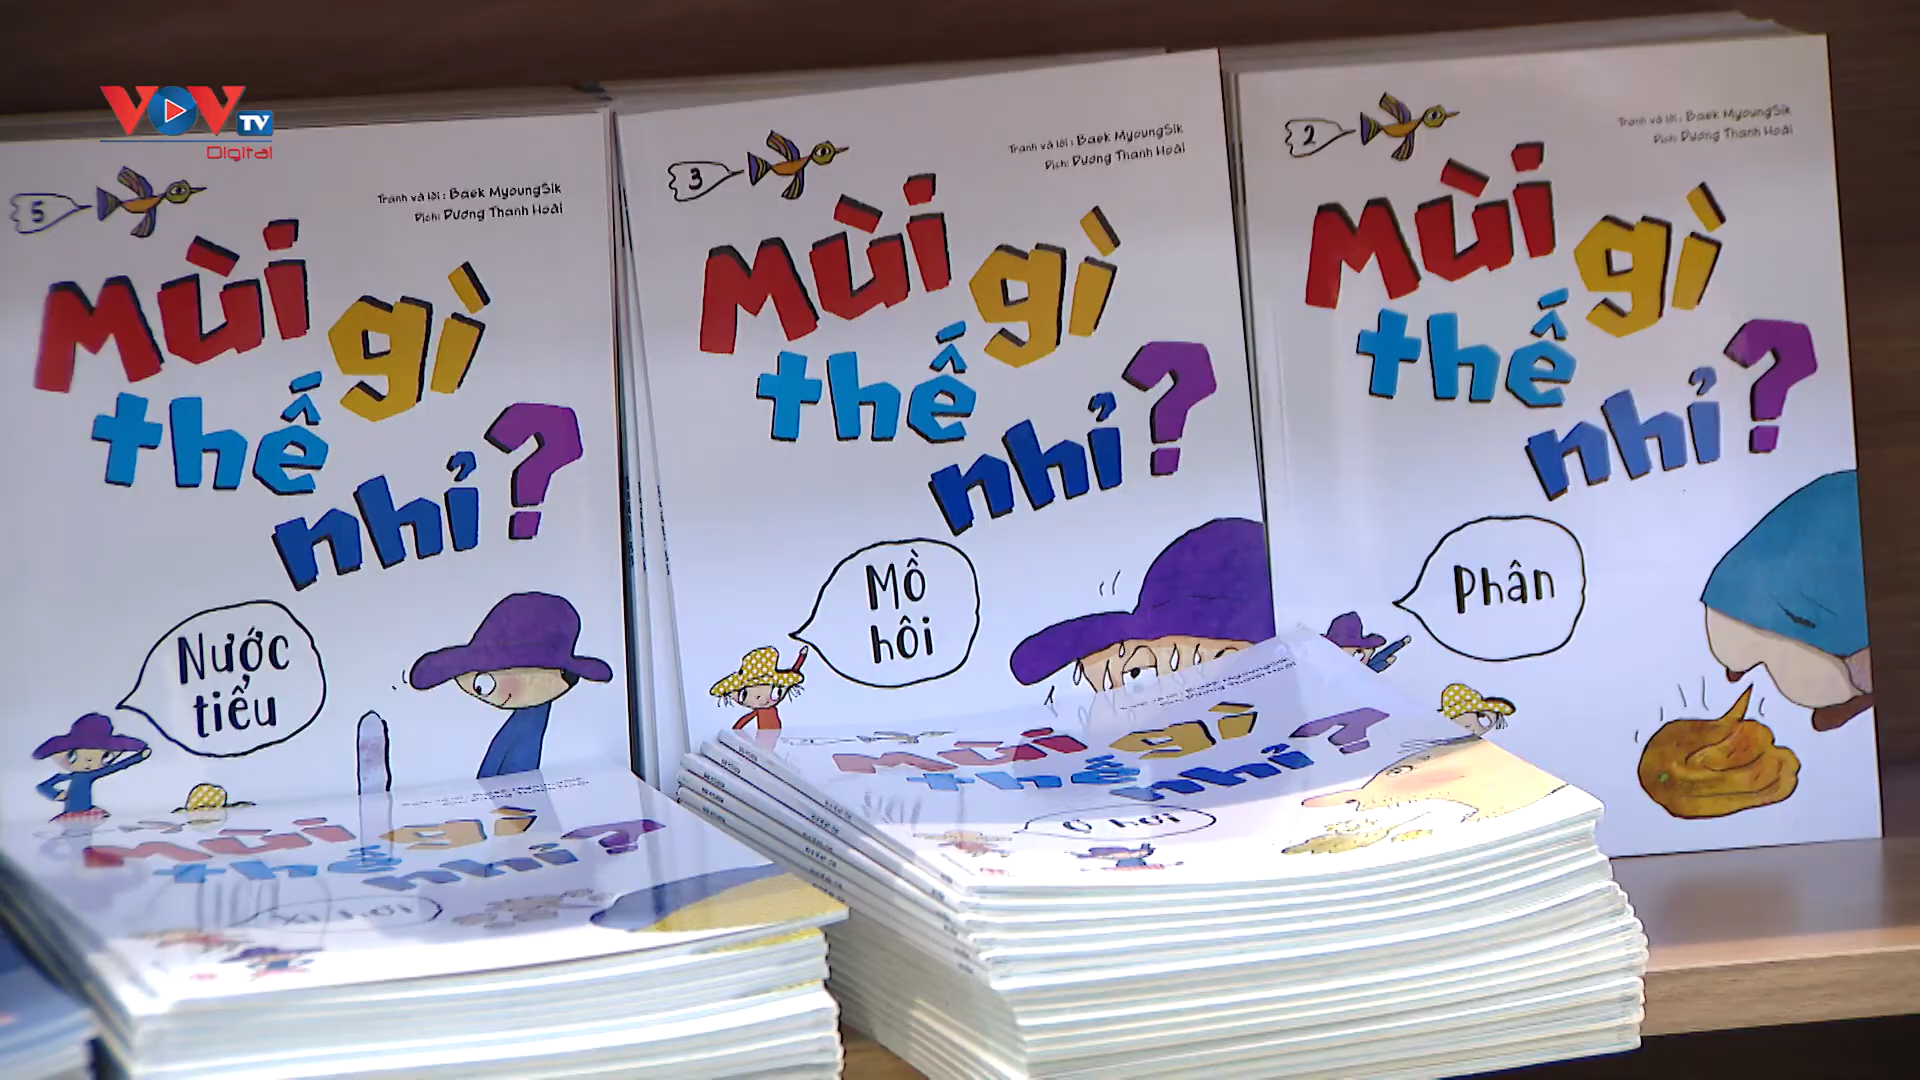 VOV TV
Digital
5
Tranh và lời: Baek MyoungSik
Dịch: Dương Thanh Hoài
Mùi
gì
thế
nhỉ?
Nước
tiểu
3
Tranh và lời: Baek MyoungSik
Dịch: Dương Thanh Hoài
Mùi
gì
thế
nhỉ?
Mồ
hôi
2
Tranh và lời: Baek MyoungSik
Dịch: Dương Thanh Hoài
Mùi
gì
thế
nhỉ?
Phân
Mùi gì
thế nhỉ?
Xì hơi
Mùi gì
thế nhỉ?
Ợ hơi